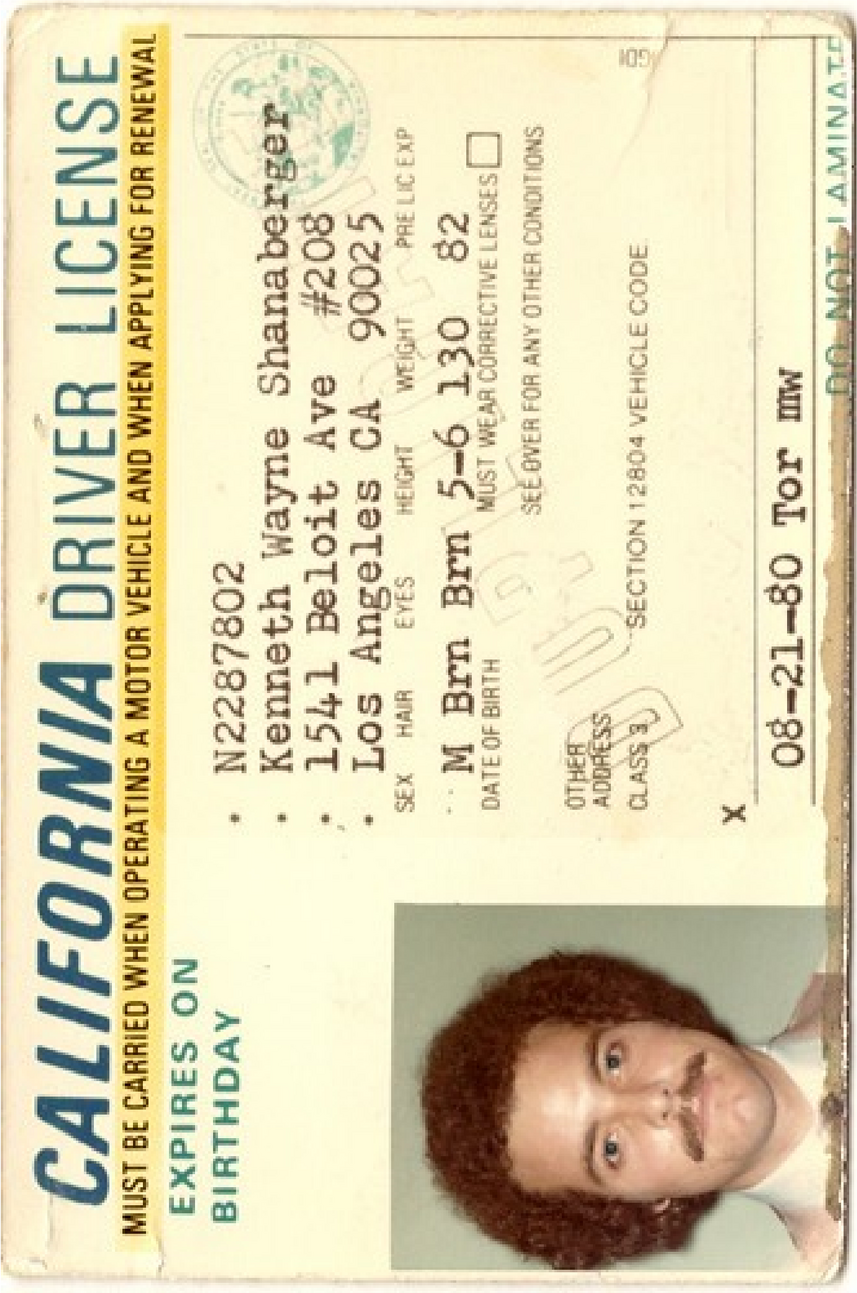 CALIFORNIA DRIVER LICENSE
MUST BE CARRIED WHEN OPERATING A MOTOR VEHICLE AND WHEN APPLYING FOR RENEWAL
EXPIRES ON
BIRTHDAY
N2287802
Kenneth Wayne Shanaberger
1541 Beloit Ave #208
Los Angeles CA 90025
SEX HAIR EYES HEIGHT WEIGHT PRE LIC EXP
M Brn Brn 5-6 130 82
DATE OF BIRTH MUST WEAR CORRECTIVE LENSES
SEE OVER FOR ANY OTHER CONDITIONS
OTHER
ADDRESS
CLASS 3 SECTION 12804 VEHICLE CODE
X
08-21-80 Tor mw
DO NOT LAMINATE